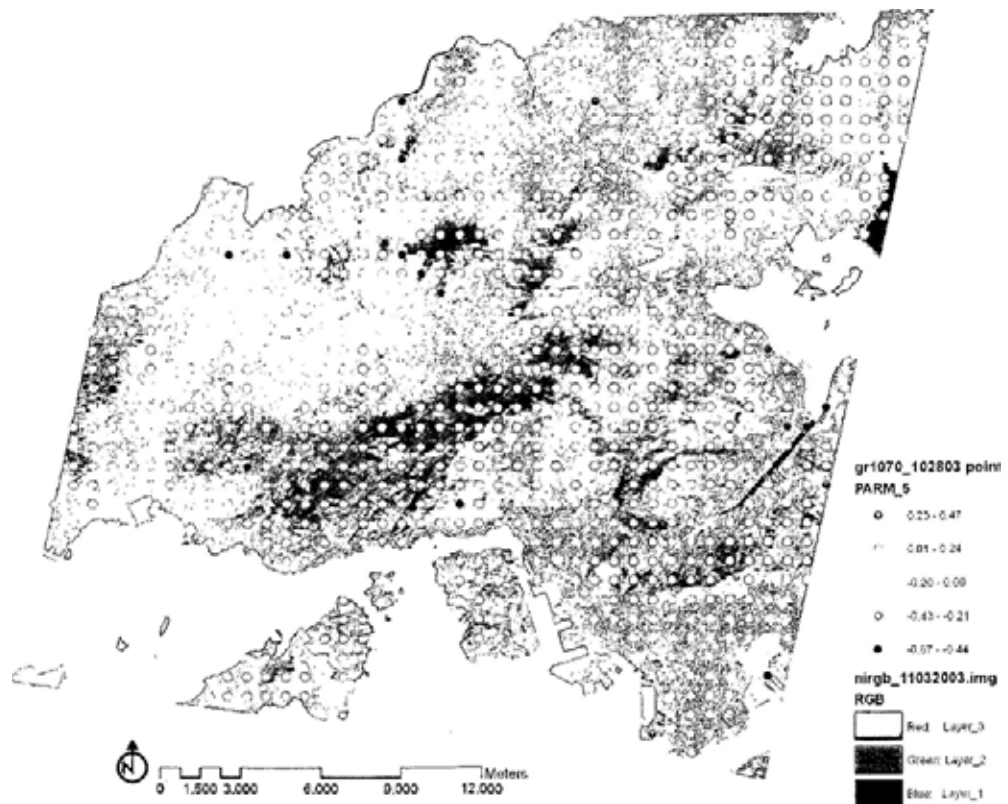 gr1070_102803 point
PARM_5
0.25 - 0.47
0.01 - 0.24
-0.20 - 0.00
-0.43 - -0.21
-0.67 - -0.44
nirgb_11032003.img
RGB
Red: Layer_3
Green: Layer_2
Blue: Layer_1
N
Meters
0 1.500 3.000 6.000 9.000 12.000